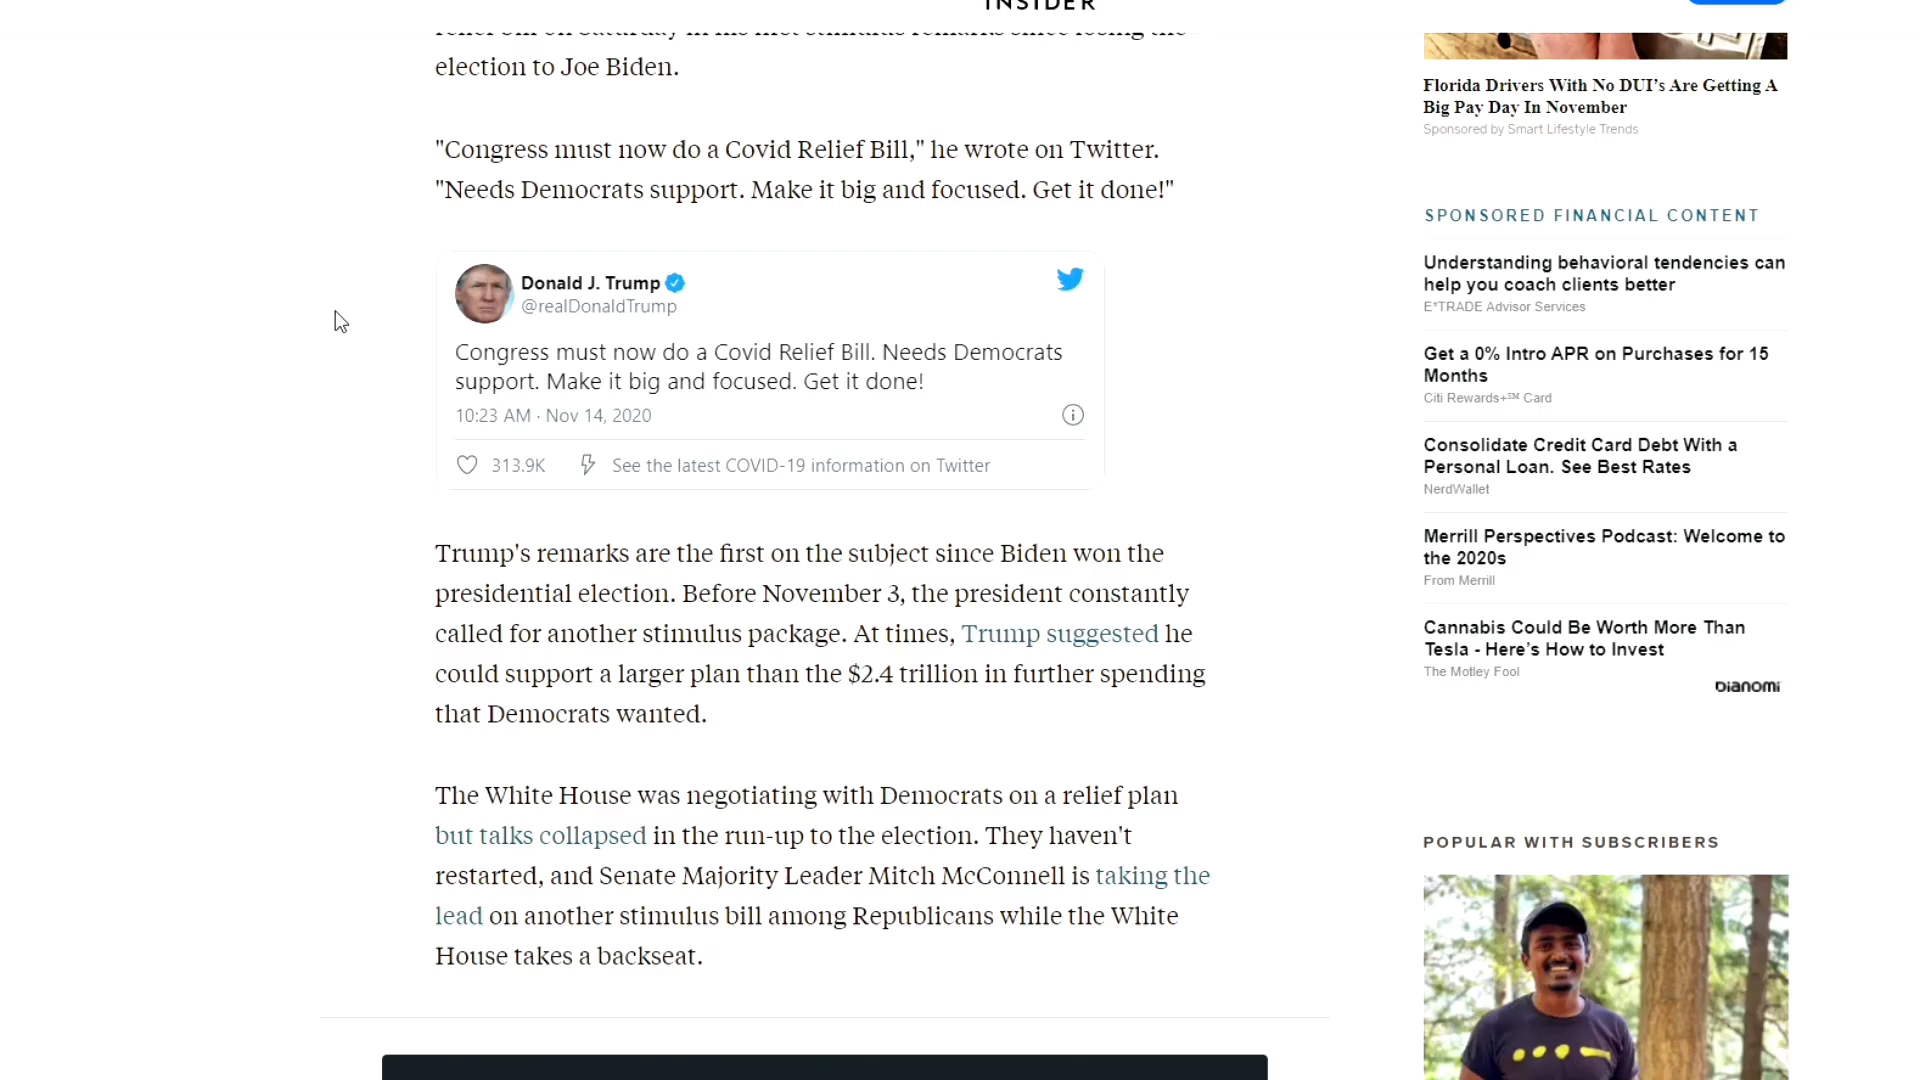 INSIDER
relief bill on Saturday in his first stimulus remarks since losing the
election to Joe Biden.
"Congress must now do a Covid Relief Bill," he wrote on Twitter.
"Needs Democrats support. Make it big and focused. Get it done!"
Donald J. Trump
@realDonaldTrump
Congress must now do a Covid Relief Bill. Needs Democrats
support. Make it big and focused. Get it done!
10:23 AM · Nov 14, 2020
313.9K See the latest COVID-19 information on Twitter
Trump's remarks are the first on the subject since Biden won the
presidential election. Before November 3, the president constantly
called for another stimulus package. At times, Trump suggested he
could support a larger plan than the $2.4 trillion in further spending
that Democrats wanted.
The White House was negotiating with Democrats on a relief plan
but talks collapsed in the run-up to the election. They haven't
restarted, and Senate Majority Leader Mitch McConnell is taking the
lead on another stimulus bill among Republicans while the White
House takes a backseat.
Florida Drivers With No DUI's Are Getting A
Big Pay Day In November
Sponsored by Smart Lifestyle Trends
SPONSORED FINANCIAL CONTENT
Understanding behavioral tendencies can
help you coach clients better
E*TRADE Advisor Services
Get a 0% Intro APR on Purchases for 15
Months
Citi Rewards+℠ Card
Consolidate Credit Card Debt With a
Personal Loan. See Best Rates
NerdWallet
Merrill Perspectives Podcast: Welcome to
the 2020s
From Merrill
Cannabis Could Be Worth More Than
Tesla - Here's How to Invest
The Motley Fool
DIANOMI
POPULAR WITH SUBSCRIBERS